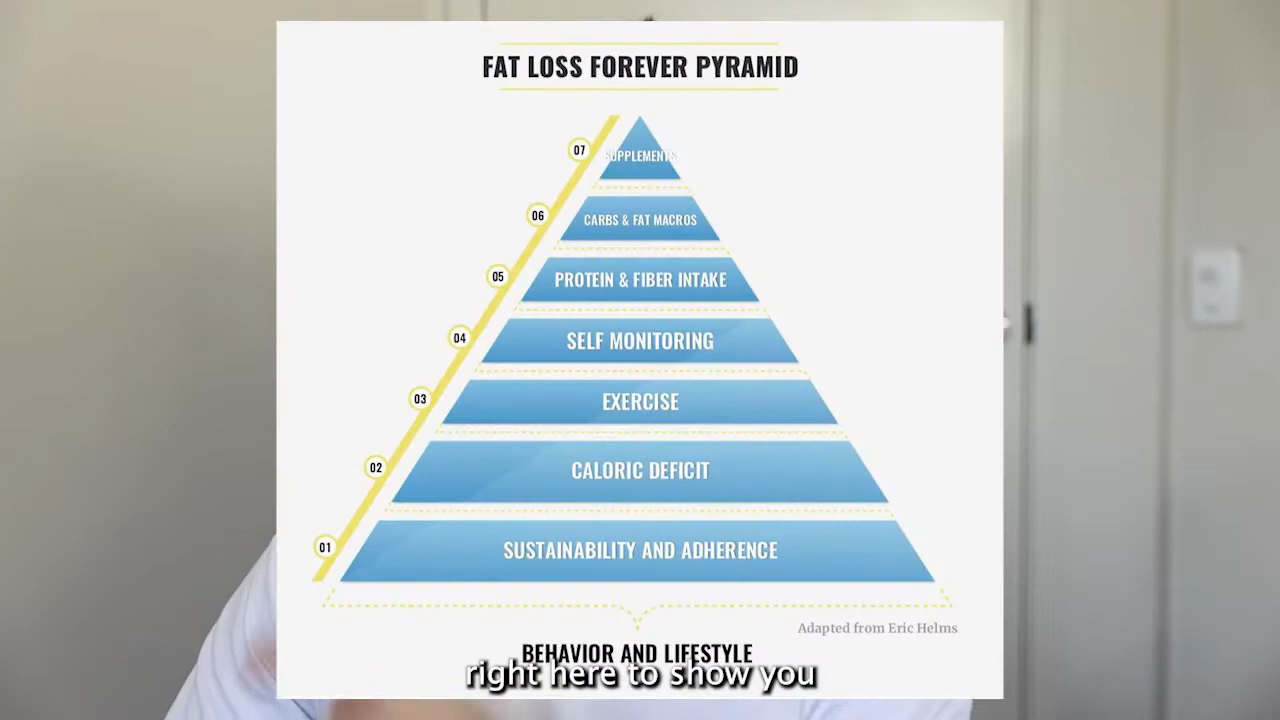 FAT LOSS FOREVER PYRAMID
07
SUPPLEMENTS
06
CARBS & FAT MACROS
05
PROTEIN & FIBER INTAKE
04
SELF MONITORING
03
EXERCISE
02
CALORIC DEFICIT
01
SUSTAINABILITY AND ADHERENCE
Adapted from Eric Helms
BEHAVIOR AND LIFESTYLE
right here to show you